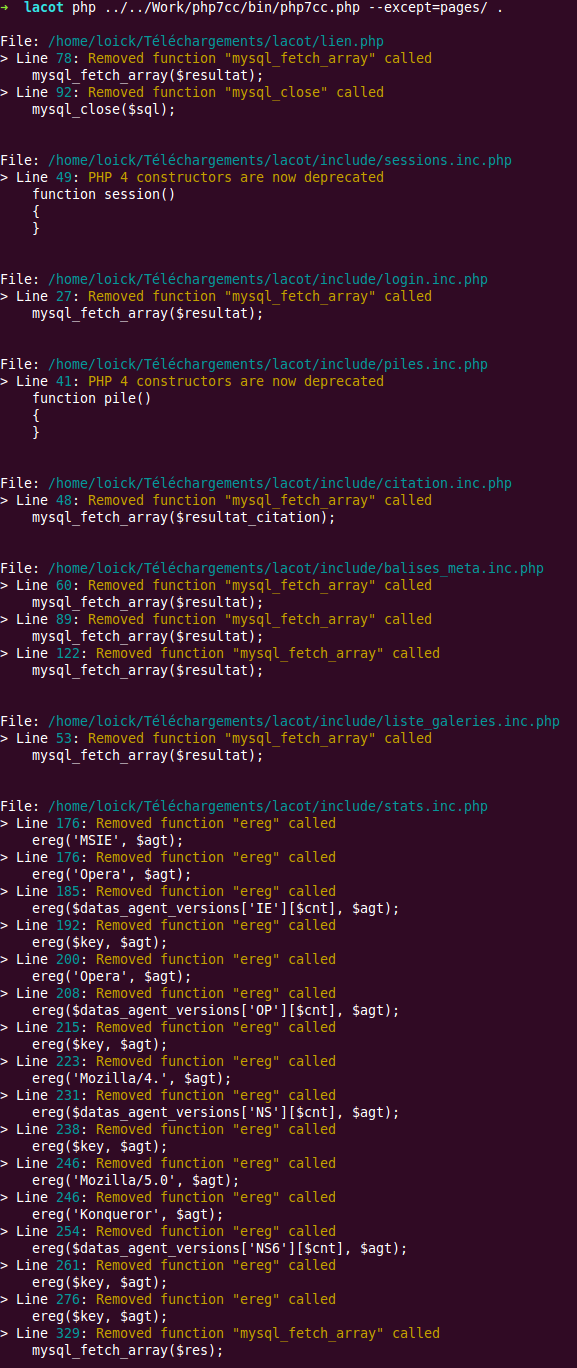 ➜  lacot php ../../Work/php7cc/bin/php7cc.php --except=pages/ .
File: /home/loick/Téléchargements/lacot/lien.php
> Line 78: Removed function "mysql_fetch_array" called
    mysql_fetch_array($resultat);
> Line 92: Removed function "mysql_close" called
    mysql_close($sql);
File: /home/loick/Téléchargements/lacot/include/sessions.inc.php
> Line 49: PHP 4 constructors are now deprecated
    function session()
    {
    }
File: /home/loick/Téléchargements/lacot/include/login.inc.php
> Line 27: Removed function "mysql_fetch_array" called
    mysql_fetch_array($resultat);
File: /home/loick/Téléchargements/lacot/include/piles.inc.php
> Line 41: PHP 4 constructors are now deprecated
    function pile()
    {
    }
File: /home/loick/Téléchargements/lacot/include/citation.inc.php
> Line 48: Removed function "mysql_fetch_array" called
    mysql_fetch_array($resultat_citation);
File: /home/loick/Téléchargements/lacot/include/balises_meta.inc.php
> Line 60: Removed function "mysql_fetch_array" called
    mysql_fetch_array($resultat);
> Line 89: Removed function "mysql_fetch_array" called
    mysql_fetch_array($resultat);
> Line 122: Removed function "mysql_fetch_array" called
    mysql_fetch_array($resultat);
File: /home/loick/Téléchargements/lacot/include/liste_galeries.inc.php
> Line 53: Removed function "mysql_fetch_array" called
    mysql_fetch_array($resultat);
File: /home/loick/Téléchargements/lacot/include/stats.inc.php
> Line 176: Removed function "ereg" called
    ereg('MSIE', $agt);
> Line 176: Removed function "ereg" called
    ereg('Opera', $agt);
> Line 185: Removed function "ereg" called
    ereg($datas_agent_versions['IE'][$cnt], $agt);
> Line 192: Removed function "ereg" called
    ereg($key, $agt);
> Line 200: Removed function "ereg" called
    ereg('Opera', $agt);
> Line 208: Removed function "ereg" called
    ereg($datas_agent_versions['OP'][$cnt], $agt);
> Line 215: Removed function "ereg" called
    ereg($key, $agt);
> Line 223: Removed function "ereg" called
    ereg('Mozilla/4.', $agt);
> Line 231: Removed function "ereg" called
    ereg($datas_agent_versions['NS'][$cnt], $agt);
> Line 238: Removed function "ereg" called
    ereg($key, $agt);
> Line 246: Removed function "ereg" called
    ereg('Mozilla/5.0', $agt);
> Line 246: Removed function "ereg" called
    ereg('Konqueror', $agt);
> Line 254: Removed function "ereg" called
    ereg($datas_agent_versions['NS6'][$cnt], $agt);
> Line 261: Removed function "ereg" called
    ereg($key, $agt);
> Line 276: Removed function "ereg" called
    ereg($key, $agt);
> Line 329: Removed function "mysql_fetch_array" called
    mysql_fetch_array($res);